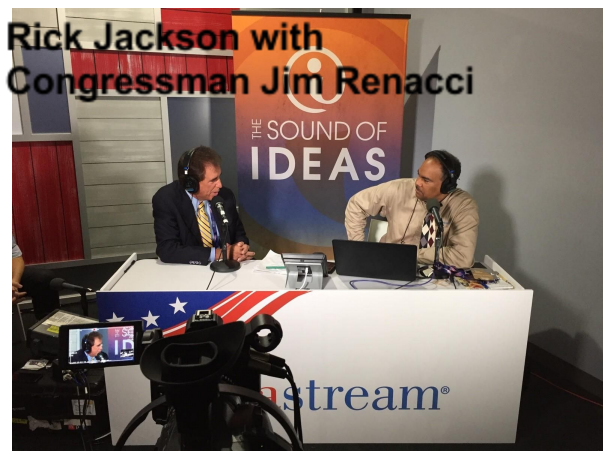 Rick Jackson with
Congressman Jim Renacci
THE SOUND OF
IDEAS
astream®